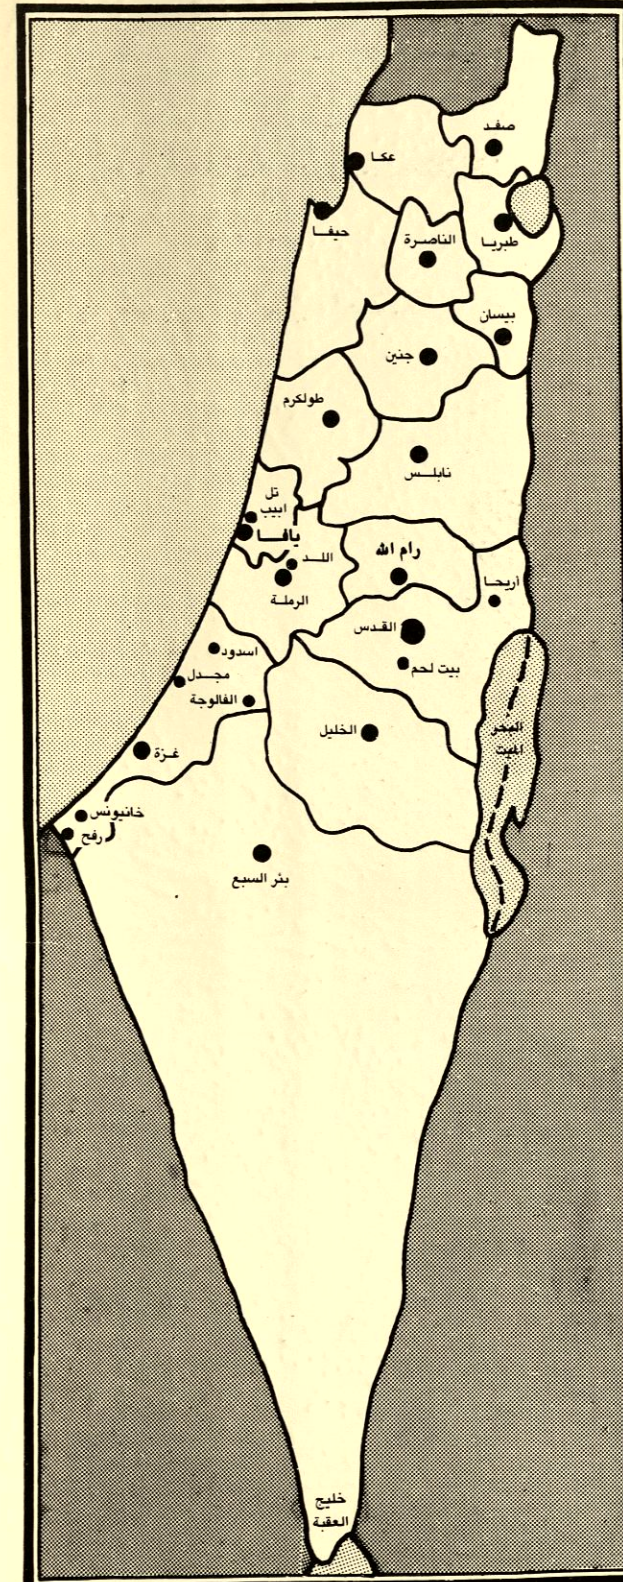 صفد
عكا
حيفا
طبريا
الناصرة
بيسان
جنين
طولكرم
نابلس
تل
ابيب
يافا
اللد
رام الله
الرملة
أريحا
القدس
اسدود
بيت لحم
مجدل
الفالوجة
البحر
الميت
الخليل
غزة
خانيونس
رفح
بئر السبع
خليج
العقبة